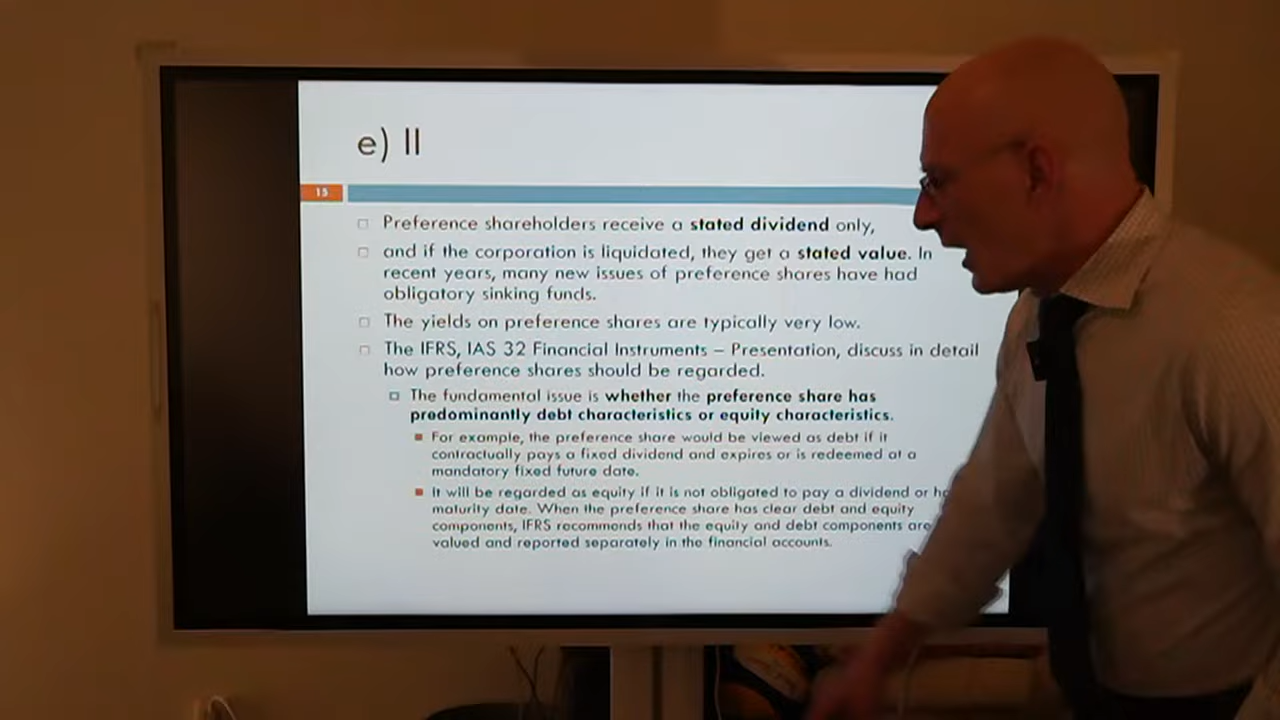 e) II
15
Preference shareholders receive a stated dividend only,
and if the corporation is liquidated, they get a stated value. In
recent years, many new issues of preference shares have had
obligatory sinking funds.
The yields on preference shares are typically very low.
The IFRS, IAS 32 Financial Instruments – Presentation, discuss in detail
how preference shares should be regarded.
The fundamental issue is whether the preference share has
predominantly debt characteristics or equity characteristics.
For example, the preference share would be viewed as debt if it
contractually pays a fixed dividend and expires or is redeemed at a
mandatory fixed future date.
It will be regarded as equity if it is not obligated to pay a dividend or
maturity date. When the preference share has clear debt and equity
components, IFRS recommends that the equity and debt components are
valued and reported separately in the financial accounts.